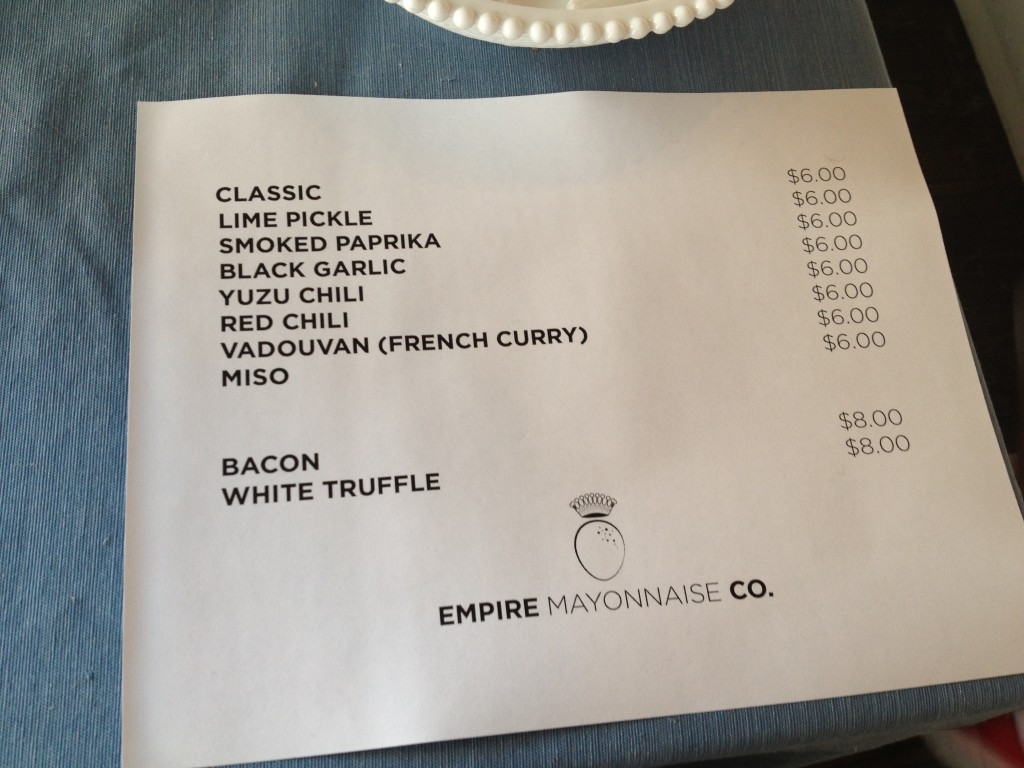 CLASSIC $6.00
LIME PICKLE $6.00
SMOKED PAPRIKA $6.00
BLACK GARLIC $6.00
YUZU CHILI $6.00
RED CHILI $6.00
VADOUVAN (FRENCH CURRY) $6.00
MISO $6.00
BACON $8.00
WHITE TRUFFLE $8.00
EMPIRE MAYONNAISE CO.